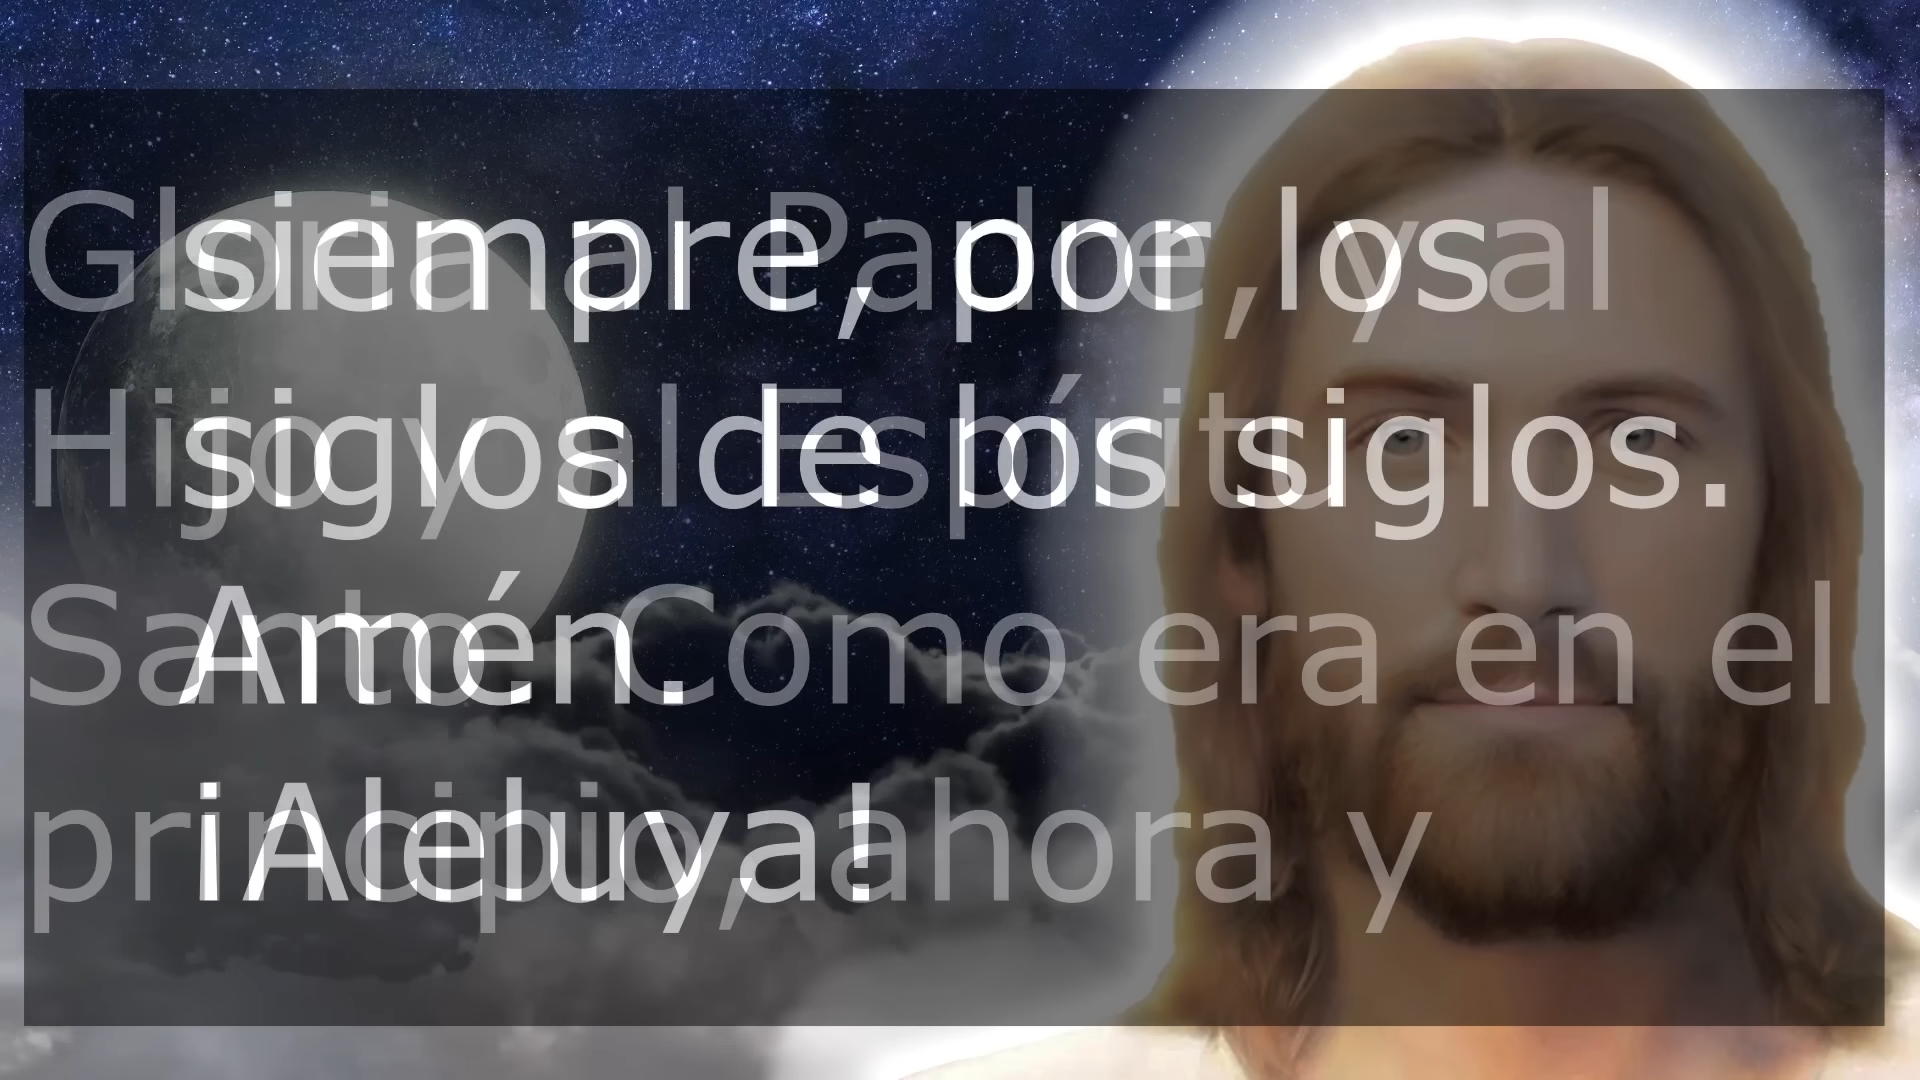 Gloria al Padre, y al
Hijo y al Espíritu
Santo. Como era en el
principio, ahora y
siempre, por los
siglos de los siglos.
Amén.
¡Aleluya!